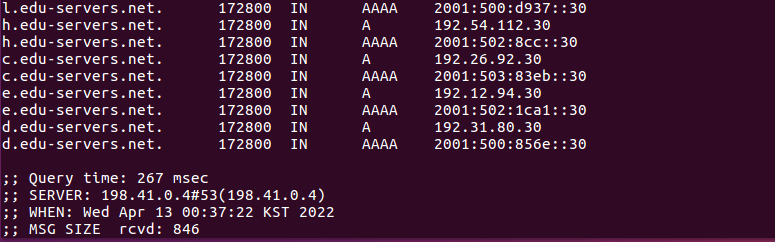 l.edu-servers.net. 172800 IN AAAA 2001:500:d937::30
h.edu-servers.net. 172800 IN A 192.54.112.30
h.edu-servers.net. 172800 IN AAAA 2001:502:8cc::30
c.edu-servers.net. 172800 IN A 192.26.92.30
c.edu-servers.net. 172800 IN AAAA 2001:503:83eb::30
e.edu-servers.net. 172800 IN A 192.12.94.30
e.edu-servers.net. 172800 IN AAAA 2001:502:1ca1::30
d.edu-servers.net. 172800 IN A 192.31.80.30
d.edu-servers.net. 172800 IN AAAA 2001:500:856e::30
;; Query time: 267 msec
;; SERVER: 198.41.0.4#53(198.41.0.4)
;; WHEN: Wed Apr 13 00:37:22 KST 2022
;; MSG SIZE rcvd: 846